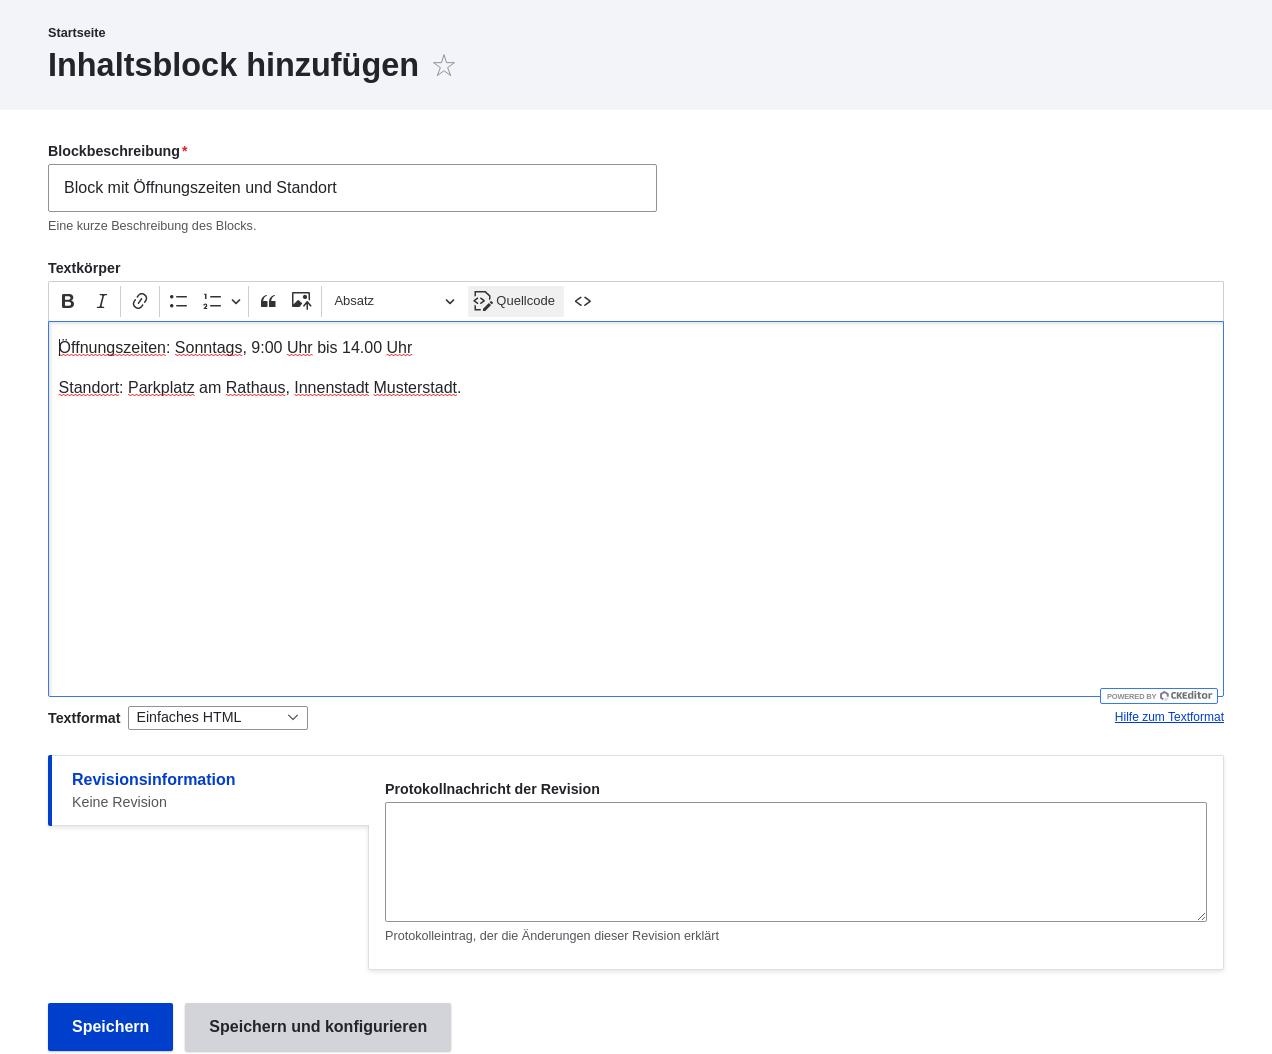 Startseite
Inhaltsblock hinzufügen
Blockbeschreibung*
Block mit Öffnungszeiten und Standort
Eine kurze Beschreibung des Blocks.
Textkörper
Absatz
Quellcode
Öffnungszeiten: Sonntags, 9:00 Uhr bis 14.00 Uhr
Standort: Parkplatz am Rathaus, Innenstadt Musterstadt.
POWERED BY CKEditor
Textformat
Einfaches HTML
Hilfe zum Textformat
Revisionsinformation
Keine Revision
Protokollnachricht der Revision
Protokolleintrag, der die Änderungen dieser Revision erklärt
Speichern
Speichern und konfigurieren